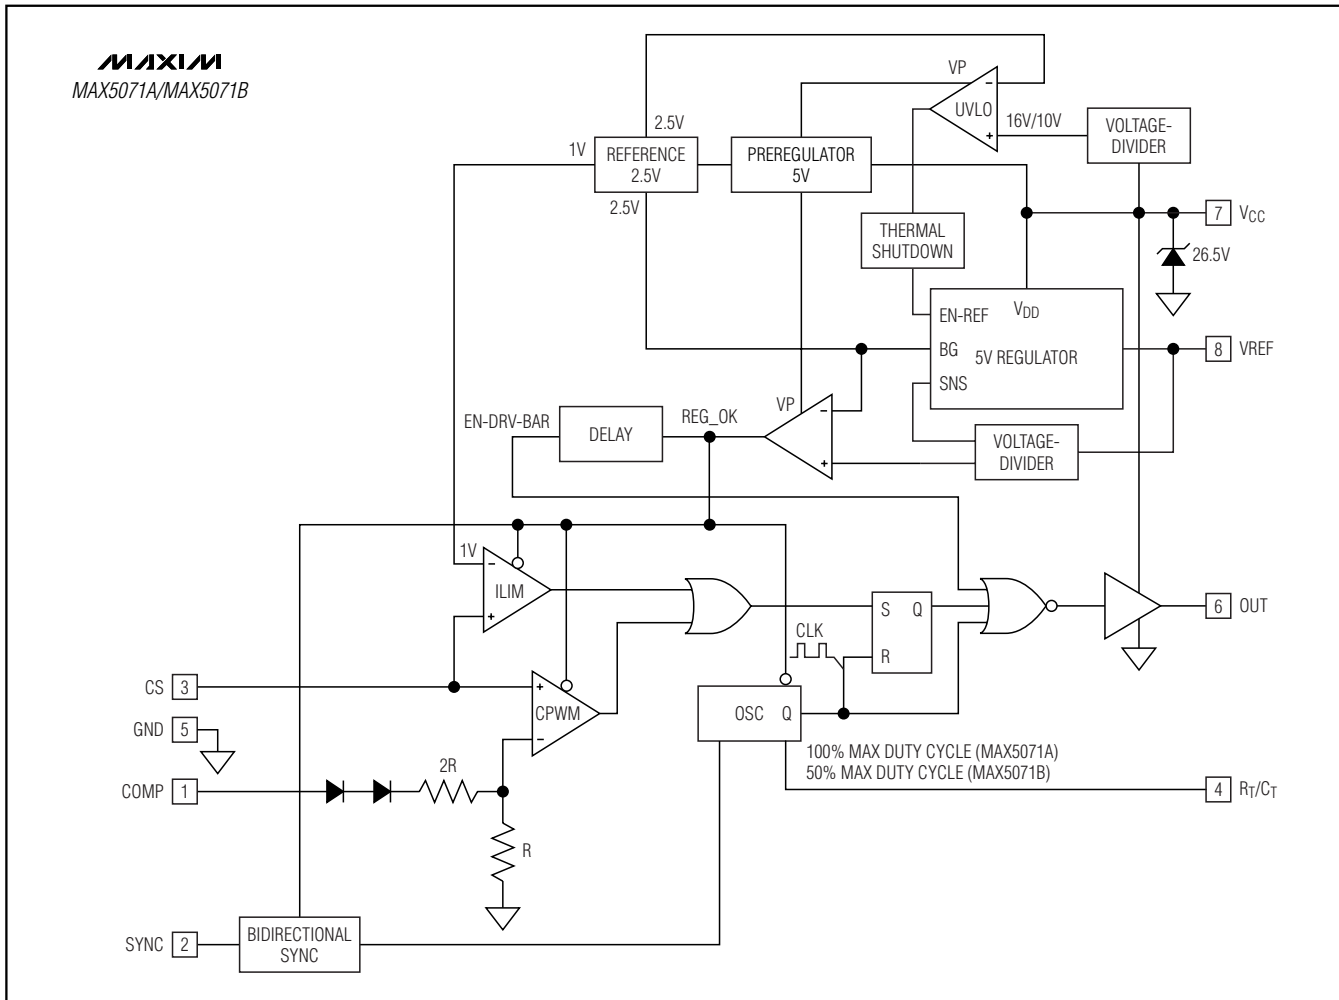 MAXIM
MAX5071A/MAX5071B
VP
−
UVLO
+
16V/10V
VOLTAGE-
DIVIDER
2.5V
1V
REFERENCE
2.5V
PREREGULATOR
5V
2.5V
7
VCC
THERMAL
SHUTDOWN
26.5V
EN-REF
VDD
BG
5V REGULATOR
SNS
8
VREF
VP
−
+
EN-DRV-BAR
DELAY
REG_OK
VOLTAGE-
DIVIDER
1V
−
ILIM
+
S
Q
R
CLK
6
OUT
CS
3
+
CPWM
−
OSC
Q
GND
5
100% MAX DUTY CYCLE (MAX5071A)
50% MAX DUTY CYCLE (MAX5071B)
COMP
1
2R
4
RT/CT
R
SYNC
2
BIDIRECTIONAL
SYNC